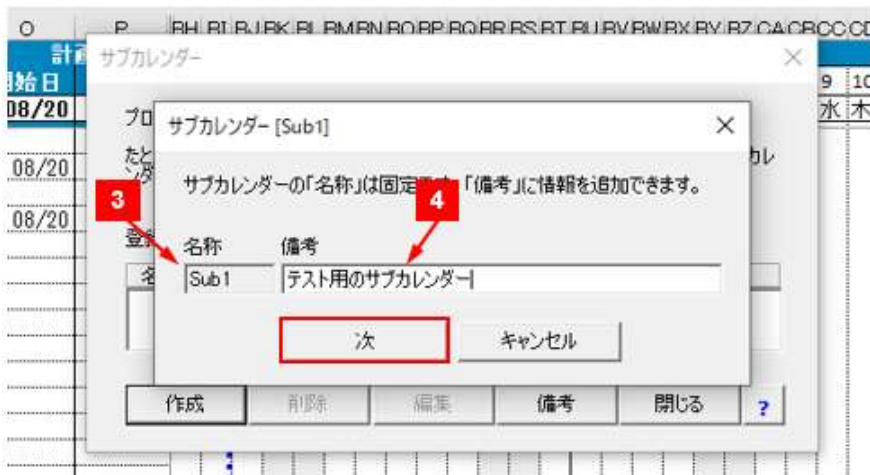 O P BH BI BJ BK BL BM BN BO BP BQ BR BS BT BU BV BW BX BY BZ CA CB CC CD
計画
サブカレンダー
開始日 9 10
08/20 水 木
プロ
サブカレンダー [Sub1]
たと カレ
08/20 ンダ
サブカレンダーの「名称」は固定です。「備考」に情報を追加できます。
3 4
08/20
登録
名称 備考
名
Sub1 テスト用のサブカレンダー
次 キャンセル
作成 削除 編集 備考 閉じる ?